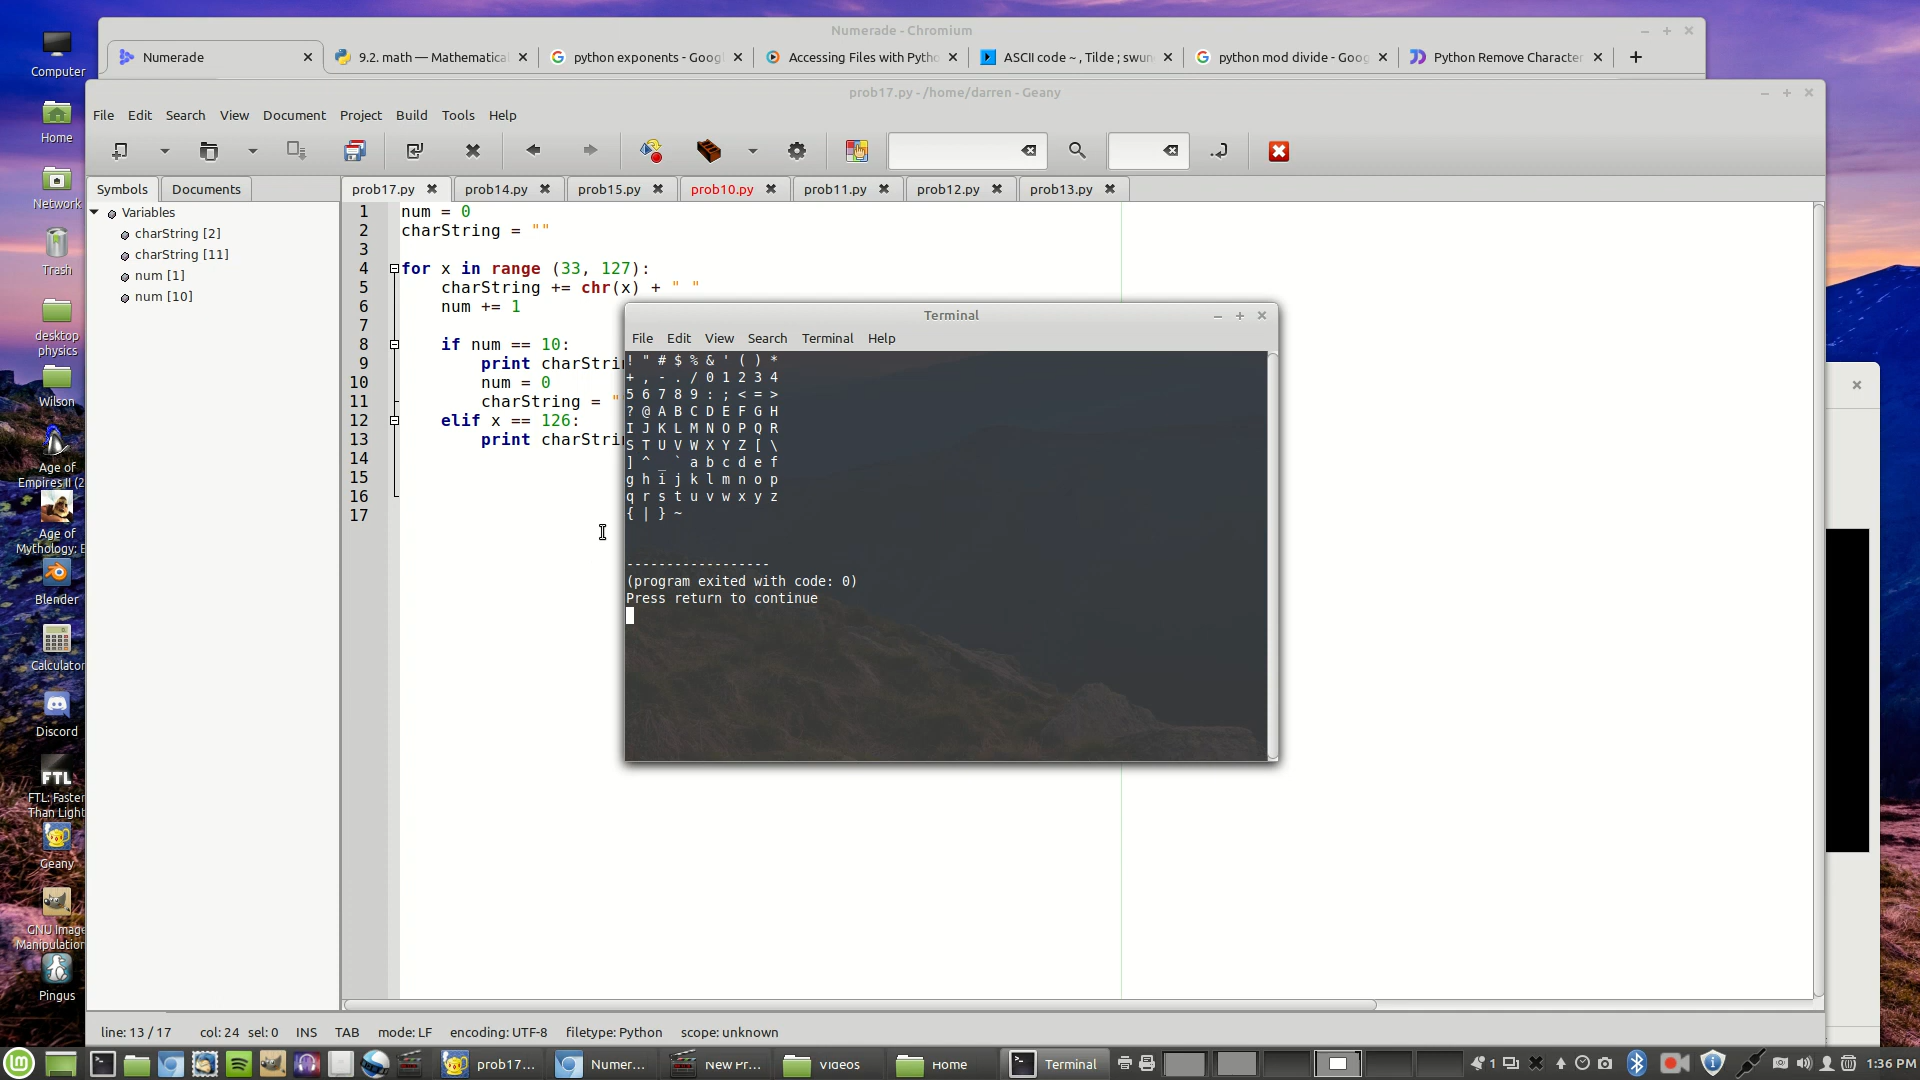 Numerade - Chromium
Numerade
9.2. math — Mathematical
python exponents - Googl
Accessing Files with Pytho
ASCII code ~ , Tilde ; swun
python mod divide - Goog
Python Remove Character
prob17.py - /home/darren - Geany
File Edit Search View Document Project Build Tools Help
Symbols Documents
prob17.py prob14.py prob15.py prob10.py prob11.py prob12.py prob13.py
Variables
charString [2]
charString [11]
num [1]
num [10]
1 num = 0
2 charString = ""
3
4 for x in range (33, 127):
5 charString += chr(x) + " "
6 num += 1
7
8 if num == 10:
9 print charStrin
10 num = 0
11 charString = "
12 elif x == 126:
13 print charStrin
14
15
16
17
Terminal
File Edit View Search Terminal Help
! " # $ % & ' ( ) *
+ , - . / 0 1 2 3 4
5 6 7 8 9 : ; < = >
? @ A B C D E F G H
I J K L M N O P Q R
S T U V W X Y Z [ \
] ^ _ ` a b c d e f
g h i j k l m n o p
q r s t u v w x y z
{ | } ~
------------------
(program exited with code: 0)
Press return to continue
Computer
Home
Network
Trash
desktop
physics
Wilson
Age of
Empires II (2
Age of
Mythology: E
Blender
Calculator
Discord
FTL
FTL: Faster
Than Light
Geany
GNU Image
Manipulation
Pingus
line: 13 / 17 col: 24 sel: 0 INS TAB mode: LF encoding: UTF-8 filetype: Python scope: unknown
prob17...
Numer...
New Pr...
Videos
Home
Terminal
1
1:36 PM